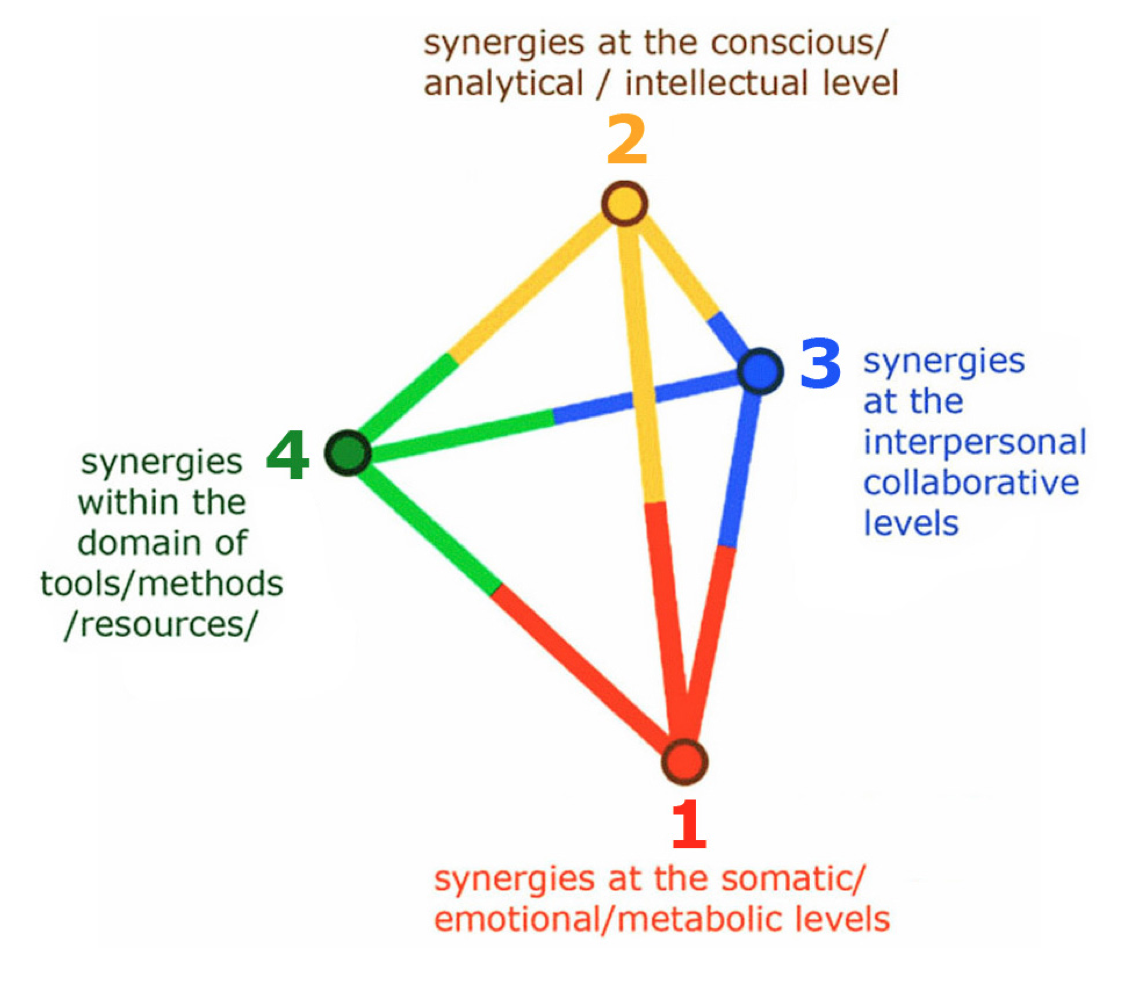 synergies at the conscious/
analytical / intellectual level
2
3
synergies
at the
interpersonal
collaborative
levels
4
synergies
within the
domain of
tools/methods
/resources/
1
synergies at the somatic/
emotional/metabolic levels